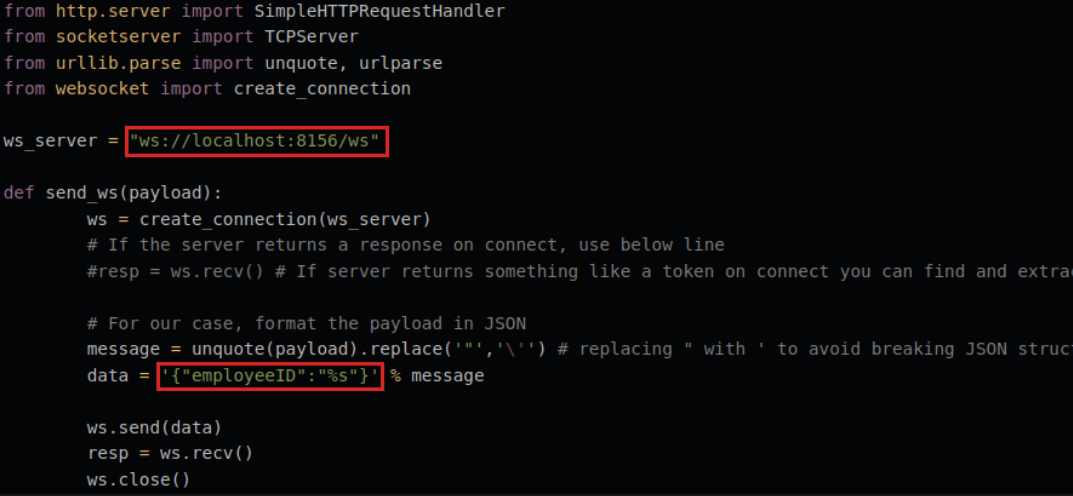 from http.server import SimpleHTTPRequestHandler
from socketserver import TCPServer
from urllib.parse import unquote, urlparse
from websocket import create_connection
ws_server = "ws://localhost:8156/ws"
def send_ws(payload):
ws = create_connection(ws_server)
# If the server returns a response on connect, use below line
#resp = ws.recv() # If server returns something like a token on connect you can find and extra
# For our case, format the payload in JSON
message = unquote(payload).replace('"','\'') # replacing " with ' to avoid breaking JSON struct
data = '{"employeeID":"%s"}' % message
ws.send(data)
resp = ws.recv()
ws.close()